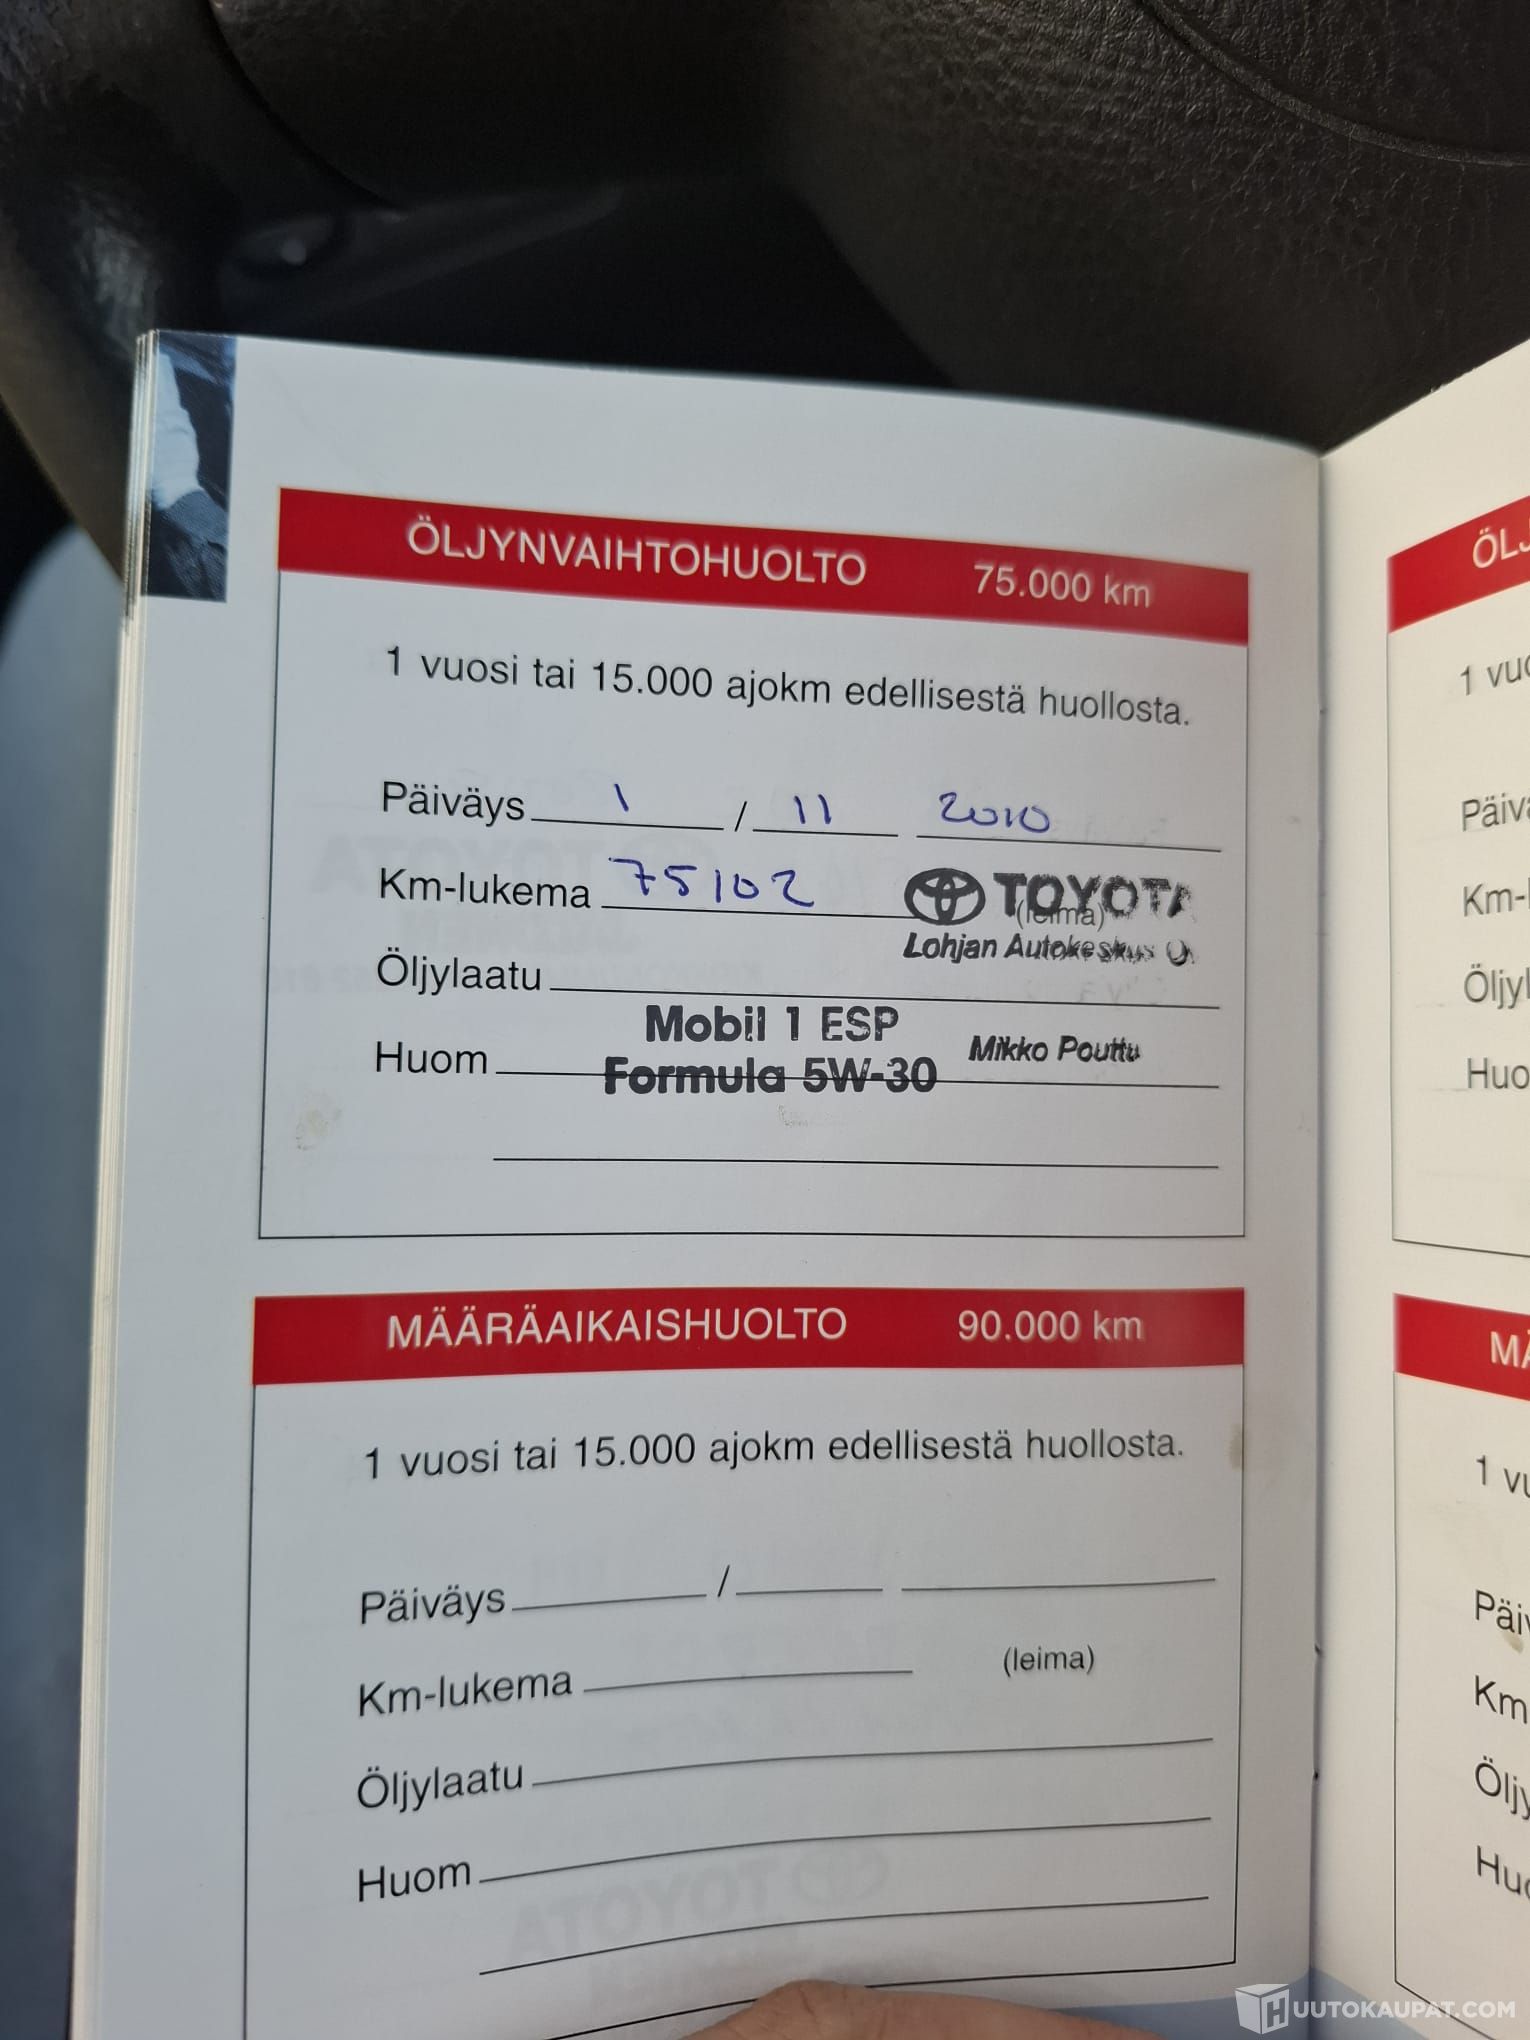 ÖLJYNVAIHTOHUOLTO 75.000 km
1 vuosi tai 15.000 ajokm edellisestä huollosta.
Päiväys 1 / 11 2010
Km-lukema 75102
TOYOTA
(leima)
Lohjan Autokeskus
Öljylaatu
Mobil 1 ESP
Formula 5W-30
Mikko Pouttu
Huom
MÄÄRÄAIKAISHUOLTO 90.000 km
1 vuosi tai 15.000 ajokm edellisestä huollosta.
Päiväys /
Km-lukema (leima)
Öljylaatu
Huom
HUUTOKAUPAT.COM